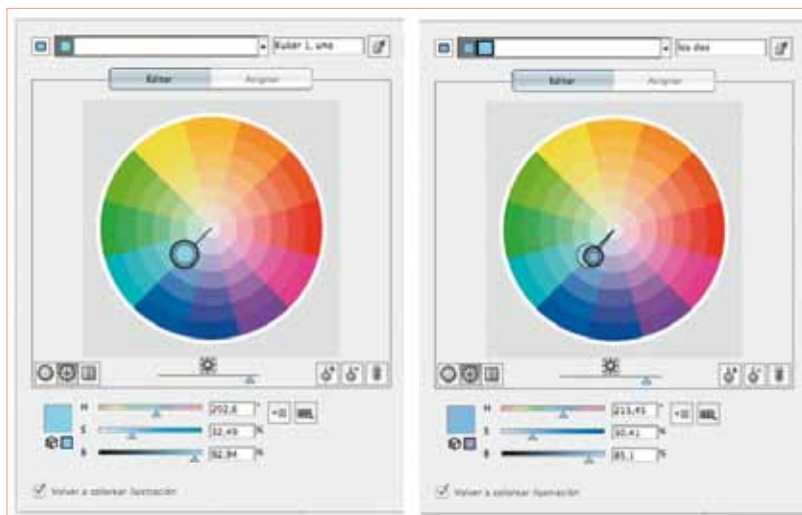 Kuler 1, uno
Editar Asignar
H 202,6 °
S 32,49 %
B 92,94 %
Volver a colorear ilustración
los dos
Editar Asignar
H 213,45 °
S 30,41 %
B 85,1 %
Volver a colorear ilustración